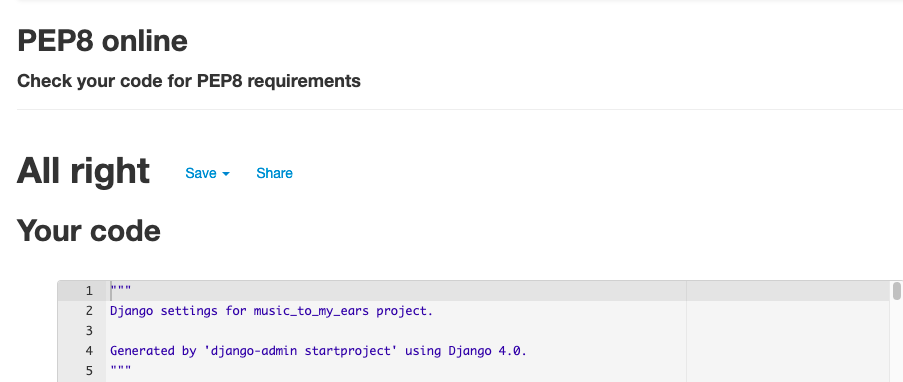 PEP8 online
Check your code for PEP8 requirements
All right Save Share
Your code
1 """
2 Django settings for music_to_my_ears project.
3
4 Generated by 'django-admin startproject' using Django 4.0.
5 """